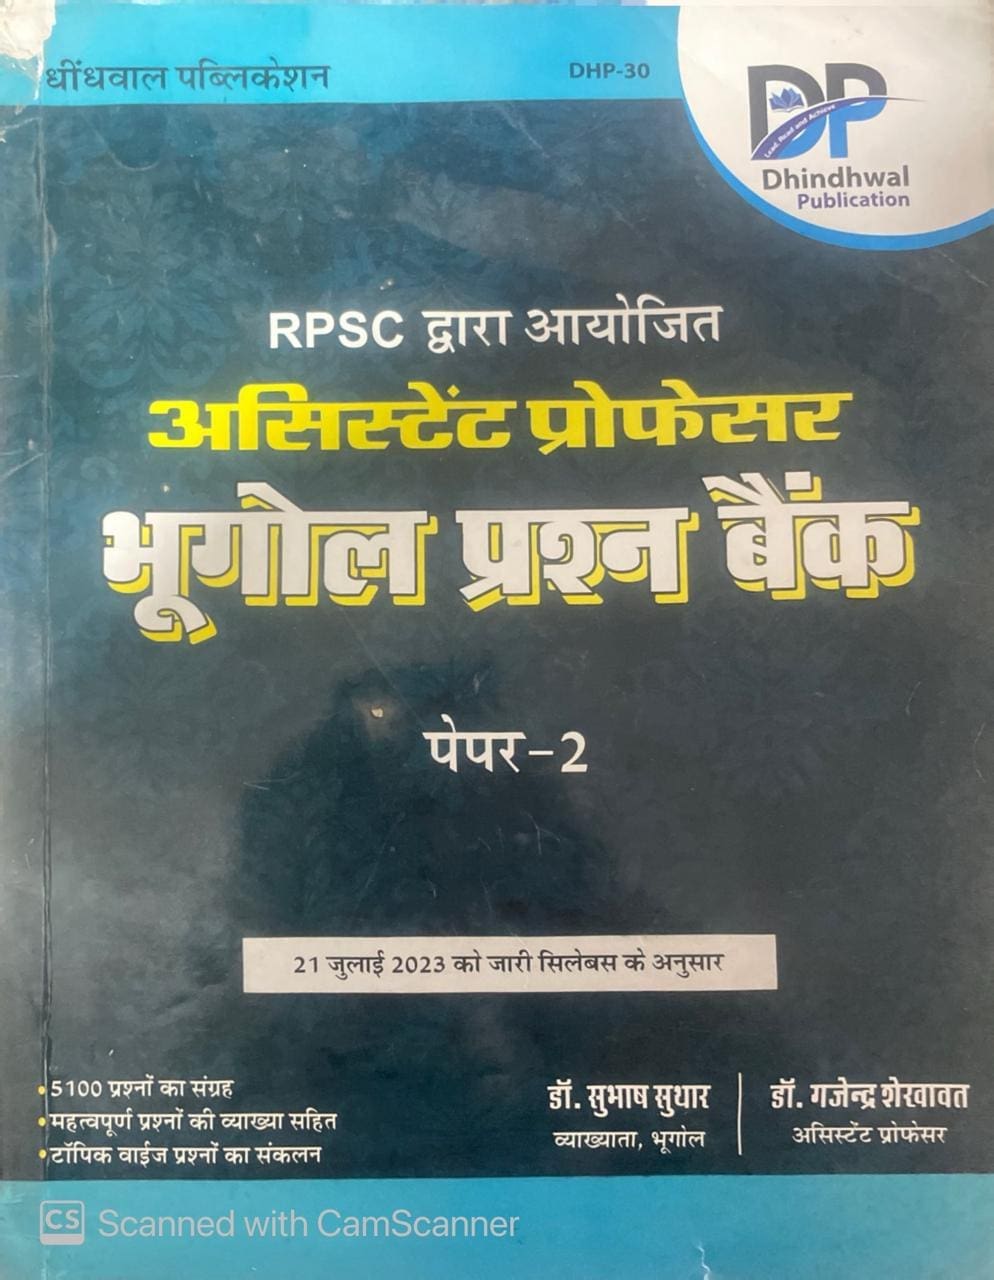 धींधवाल पब्लिकेशन
DHP-30
DP
Lead, Read and Achieve
Dhindhwal
Publication
RPSC द्वारा आयोजित
असिस्टेंट प्रोफेसर
भूगोल प्रश्न बैंक
पेपर-2
21 जुलाई 2023 को जारी सिलेबस के अनुसार
•5100 प्रश्नों का संग्रह
•महत्वपूर्ण प्रश्नों की व्याख्या सहित
•टॉपिक वाईज प्रश्नों का संकलन
डॉ. सुभाष सुथार
व्याख्याता, भूगोल
डॉ. गजेन्द्र शेखावत
असिस्टेंट प्रोफेसर
CS Scanned with CamScanner